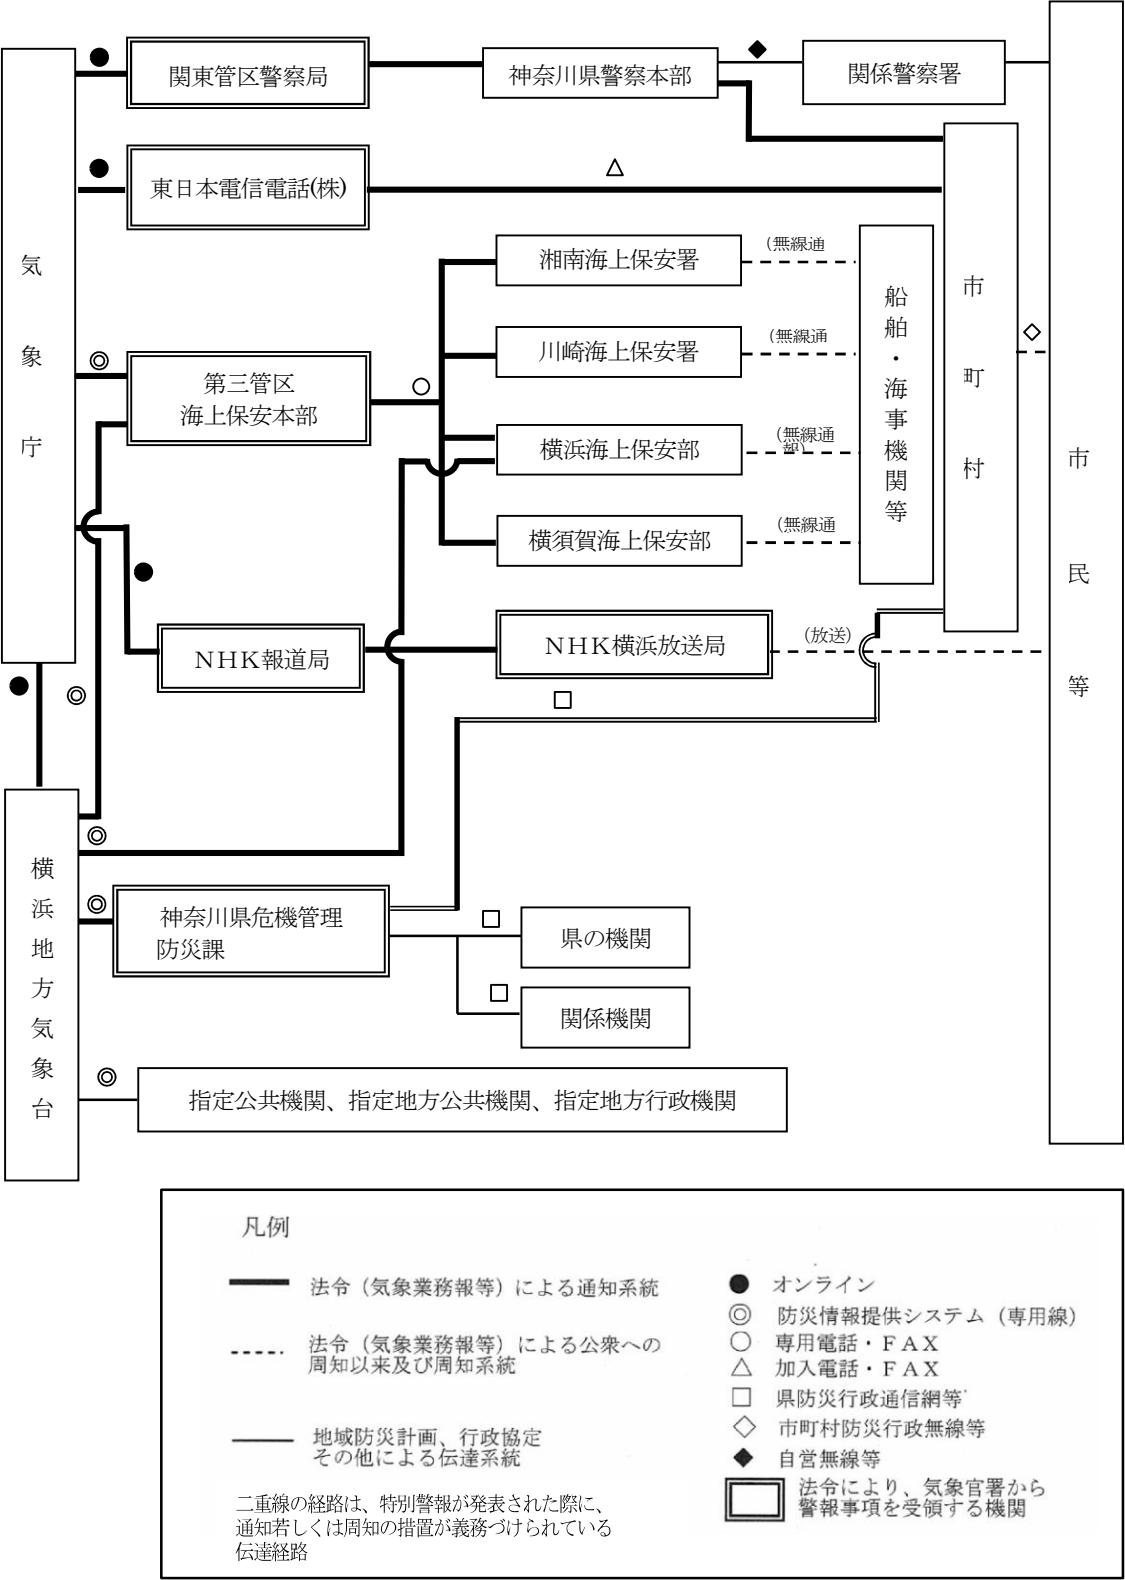 関東管区警察局
神奈川県警察本部
関係警察署
東日本電信電話(株)
気象庁
湘南海上保安署
(無線通
川崎海上保安署
(無線通
第三管区
海上保安本部
横浜海上保安部
(無線通
報)
横須賀海上保安部
(無線通
船舶・海事機関等
市町村
市民等
NHK報道局
NHK横浜放送局
(放送)
横浜地方気象台
神奈川県危機管理
防災課
県の機関
関係機関
指定公共機関、指定地方公共機関、指定地方行政機関
凡例
法令（気象業務報等）による通知系統
法令（気象業務報等）による公衆への
周知以来及び周知系統
地域防災計画、行政協定
その他による伝達系統
二重線の経路は、特別警報が発表された際に、
通知若しくは周知の措置が義務づけられている
伝達経路
● オンライン
◎ 防災情報提供システム（専用線）
○ 専用電話・ＦＡＸ
△ 加入電話・ＦＡＸ
□ 県防災行政通信網等
◇ 市町村防災行政無線等
◆ 自営無線等
法令により、気象官署から
警報事項を受領する機関